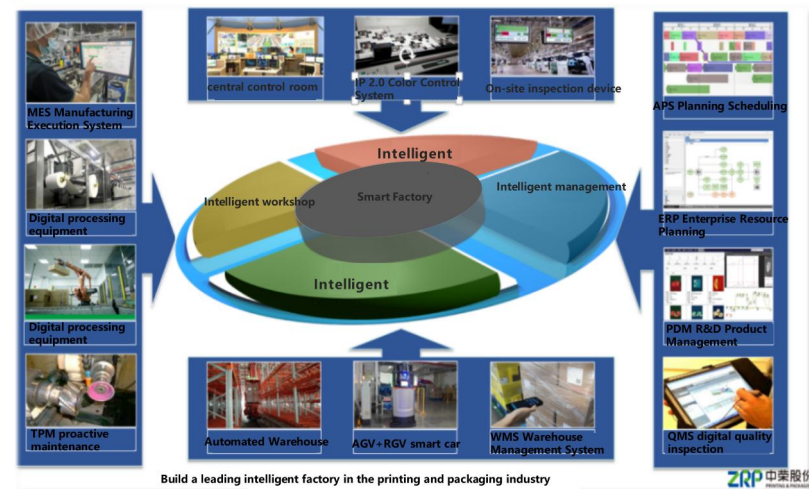 central control room
IP 2.0 Color Control
System
On-site inspection device
MES Manufacturing
Execution System
Digital processing
equipment
Digital processing
equipment
TPM proactive
maintenance
Intelligent
Intelligent workshop
Smart Factory
Intelligent management
Intelligent
APS Planning Scheduling
ERP Enterprise Resource
Planning
PDM R&D Product
Management
QMS digital quality
inspection
Automated Warehouse
AGV+RGV smart car
WMS Warehouse
Management System
Build a leading intelligent factory in the printing and packaging industry
ZRP 中荣股份
PRINTING & PACKAGING